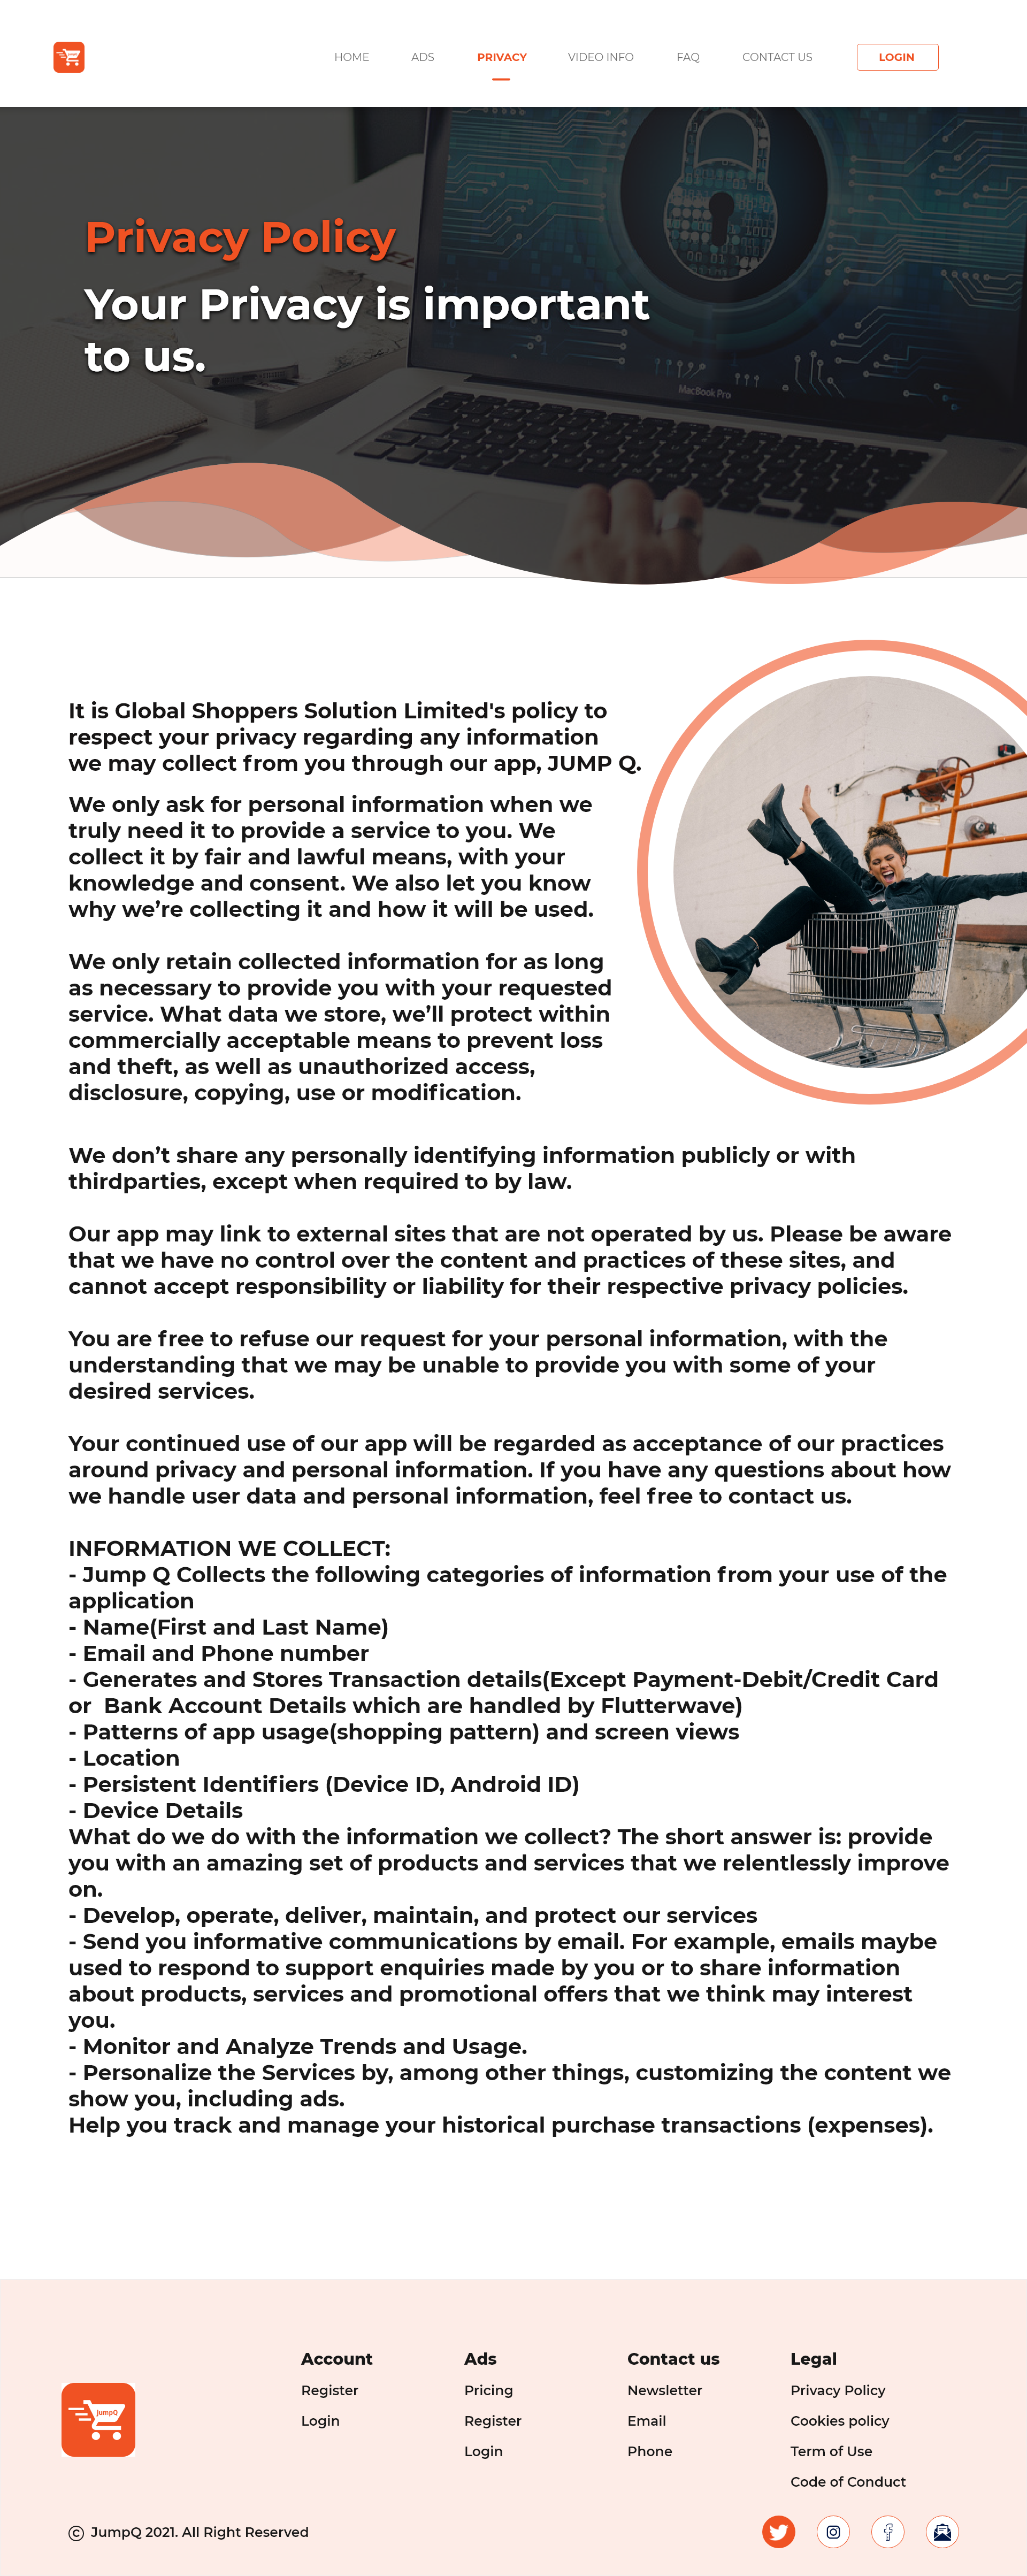 HOME
ADS
PRIVACY
VIDEO INFO
FAQ
CONTACT US
LOGIN
Privacy Policy
Your Privacy is important
to us.
MacBook Pro
It is Global Shoppers Solution Limited's policy to
respect your privacy regarding any information
we may collect from you through our app, JUMP Q.
We only ask for personal information when we
truly need it to provide a service to you. We
collect it by fair and lawful means, with your
knowledge and consent. We also let you know
why we’re collecting it and how it will be used.
We only retain collected information for as long
as necessary to provide you with your requested
service. What data we store, we’ll protect within
commercially acceptable means to prevent loss
and theft, as well as unauthorized access,
disclosure, copying, use or modification.
We don’t share any personally identifying information publicly or with
thirdparties, except when required to by law.
Our app may link to external sites that are not operated by us. Please be aware
that we have no control over the content and practices of these sites, and
cannot accept responsibility or liability for their respective privacy policies.
You are free to refuse our request for your personal information, with the
understanding that we may be unable to provide you with some of your
desired services.
Your continued use of our app will be regarded as acceptance of our practices
around privacy and personal information. If you have any questions about how
we handle user data and personal information, feel free to contact us.
INFORMATION WE COLLECT:
- Jump Q Collects the following categories of information from your use of the
application
- Name(First and Last Name)
- Email and Phone number
- Generates and Stores Transaction details(Except Payment-Debit/Credit Card
or  Bank Account Details which are handled by Flutterwave)
- Patterns of app usage(shopping pattern) and screen views
- Location
- Persistent Identifiers (Device ID, Android ID)
- Device Details
What do we do with the information we collect? The short answer is: provide
you with an amazing set of products and services that we relentlessly improve
on.
- Develop, operate, deliver, maintain, and protect our services
- Send you informative communications by email. For example, emails maybe
used to respond to support enquiries made by you or to share information
about products, services and promotional offers that we think may interest
you.
- Monitor and Analyze Trends and Usage.
- Personalize the Services by, among other things, customizing the content we
show you, including ads.
Help you track and manage your historical purchase transactions (expenses).
Account
Register
Login
Ads
Pricing
Register
Login
Contact us
Newsletter
Email
Phone
Legal
Privacy Policy
Cookies policy
Term of Use
Code of Conduct
JumpQ
© JumpQ 2021. All Right Reserved